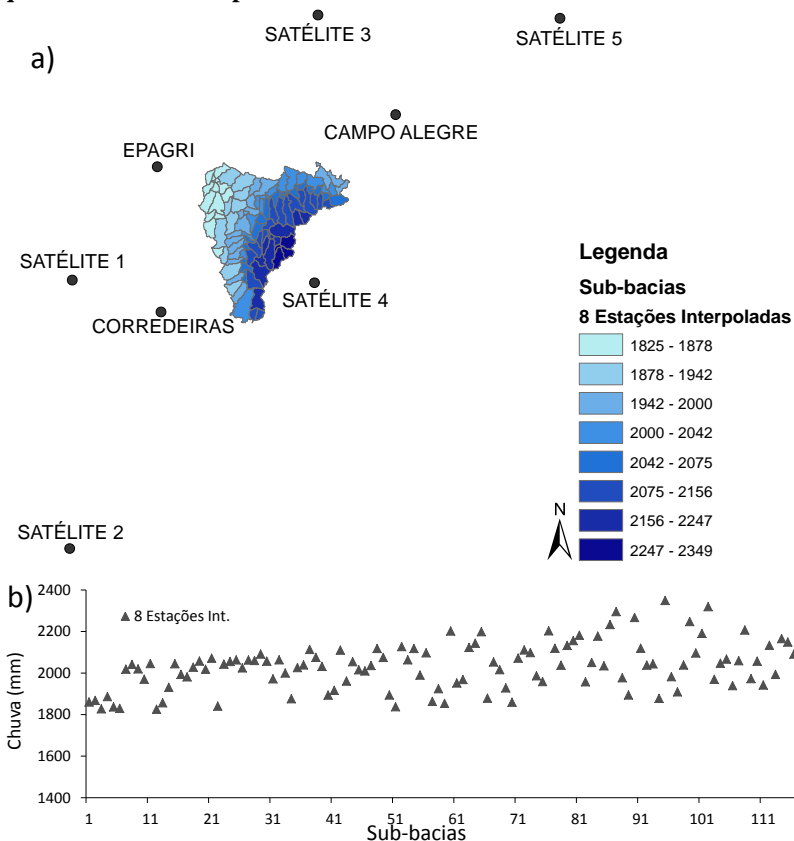 SATÉLITE 3
SATÉLITE 5
a)
CAMPO ALEGRE
EPAGRI
SATÉLITE 1
SATÉLITE 4
CORREDEIRAS
Legenda
Sub-bacias
8 Estações Interpoladas
1825 - 1878
1878 - 1942
1942 - 2000
2000 - 2042
2042 - 2075
2075 - 2156
2156 - 2247
2247 - 2349
N
SATÉLITE 2
b)
2400
8 Estações Int.
2200
2000
1800
1600
1400
Chuva (mm)
1 11 21 31 41 51 61 71 81 91 101 111
Sub-bacias